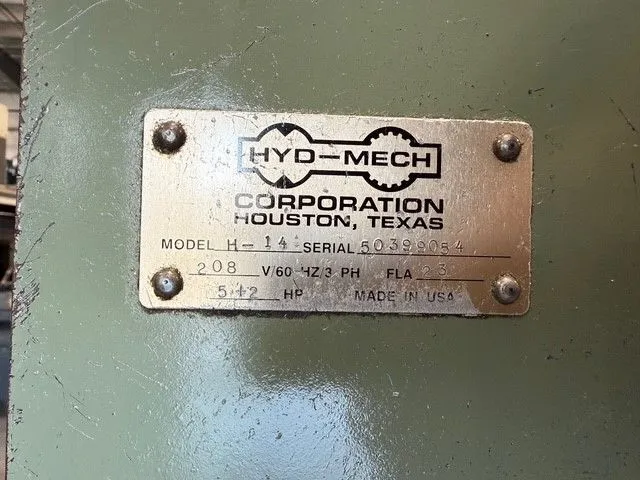 HYD-MECH
CORPORATION
HOUSTON, TEXAS
MODEL H-14 SERIAL 50399054
208 V/60 HZ/3 PH FLA 23
5+2 HP MADE IN USA